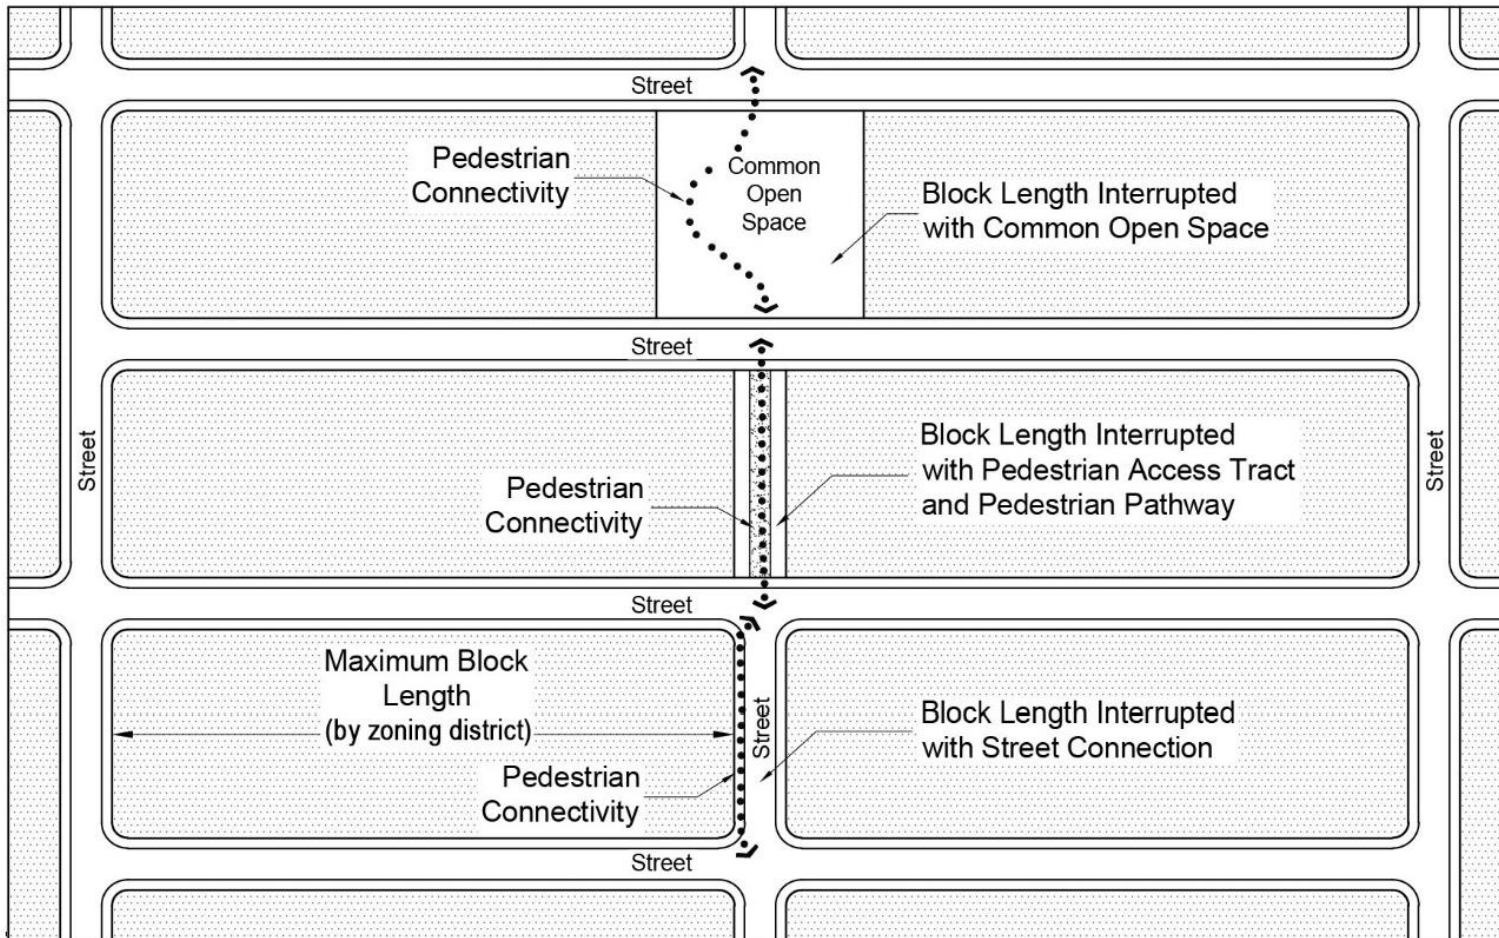 Street
Pedestrian
Connectivity
Common
Open
Space
Block Length Interrupted
with Common Open Space
Street
Street
Pedestrian
Connectivity
Block Length Interrupted
with Pedestrian Access Tract
and Pedestrian Pathway
Street
Street
Maximum Block
Length
(by zoning district)
Pedestrian
Connectivity
Street
Block Length Interrupted
with Street Connection
Street